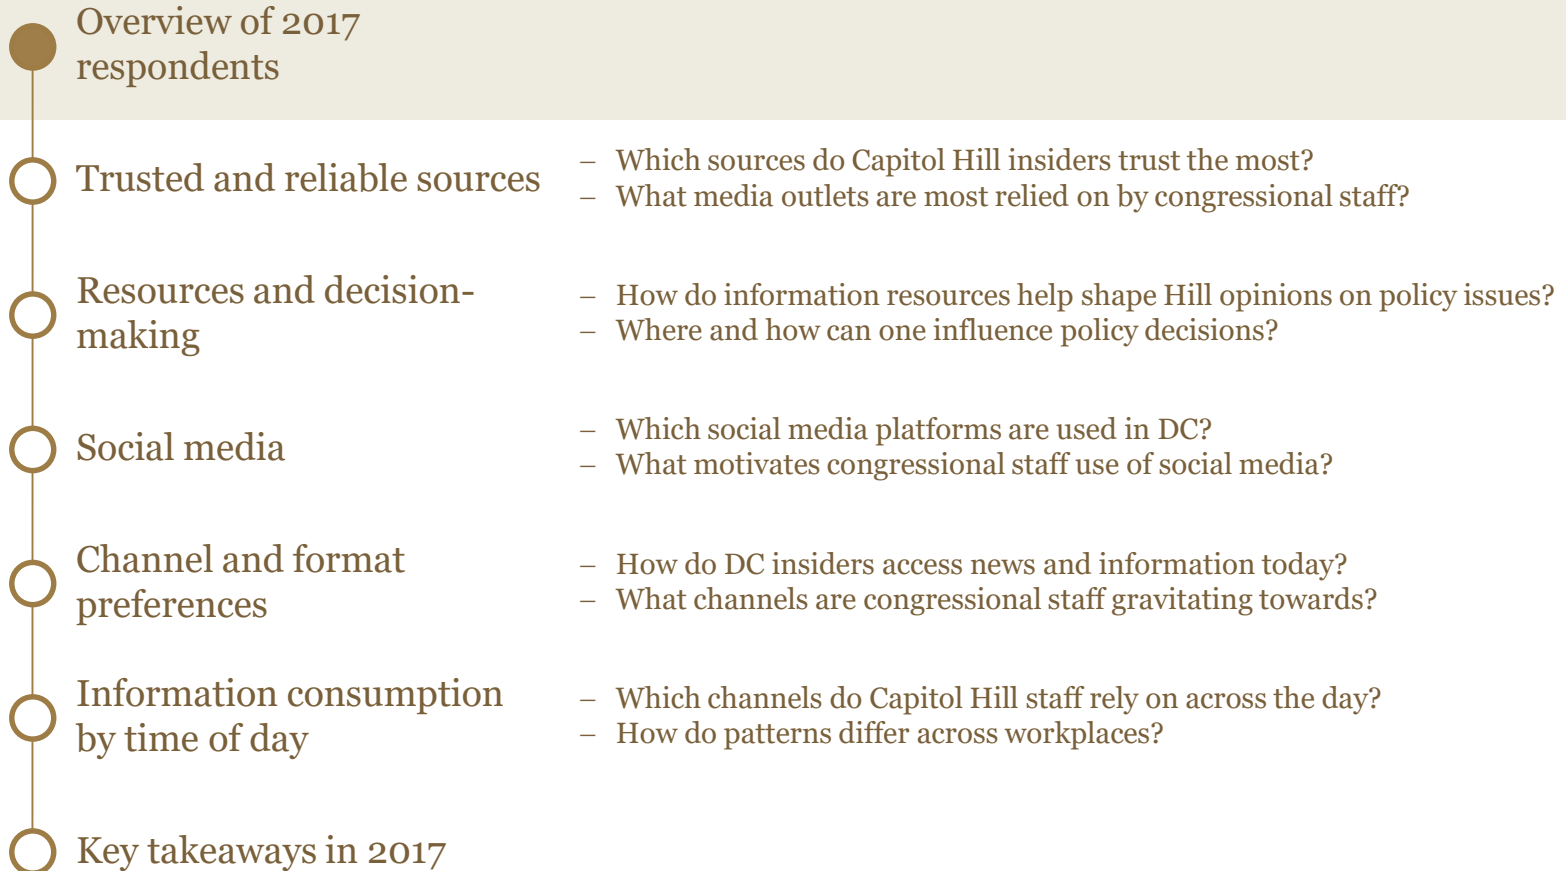 Overview of 2017
respondents
Trusted and reliable sources
– Which sources do Capitol Hill insiders trust the most?
– What media outlets are most relied on by congressional staff?
Resources and decision-
making
– How do information resources help shape Hill opinions on policy issues?
– Where and how can one influence policy decisions?
Social media
– Which social media platforms are used in DC?
– What motivates congressional staff use of social media?
Channel and format
preferences
– How do DC insiders access news and information today?
– What channels are congressional staff gravitating towards?
Information consumption
by time of day
– Which channels do Capitol Hill staff rely on across the day?
– How do patterns differ across workplaces?
Key takeaways in 2017